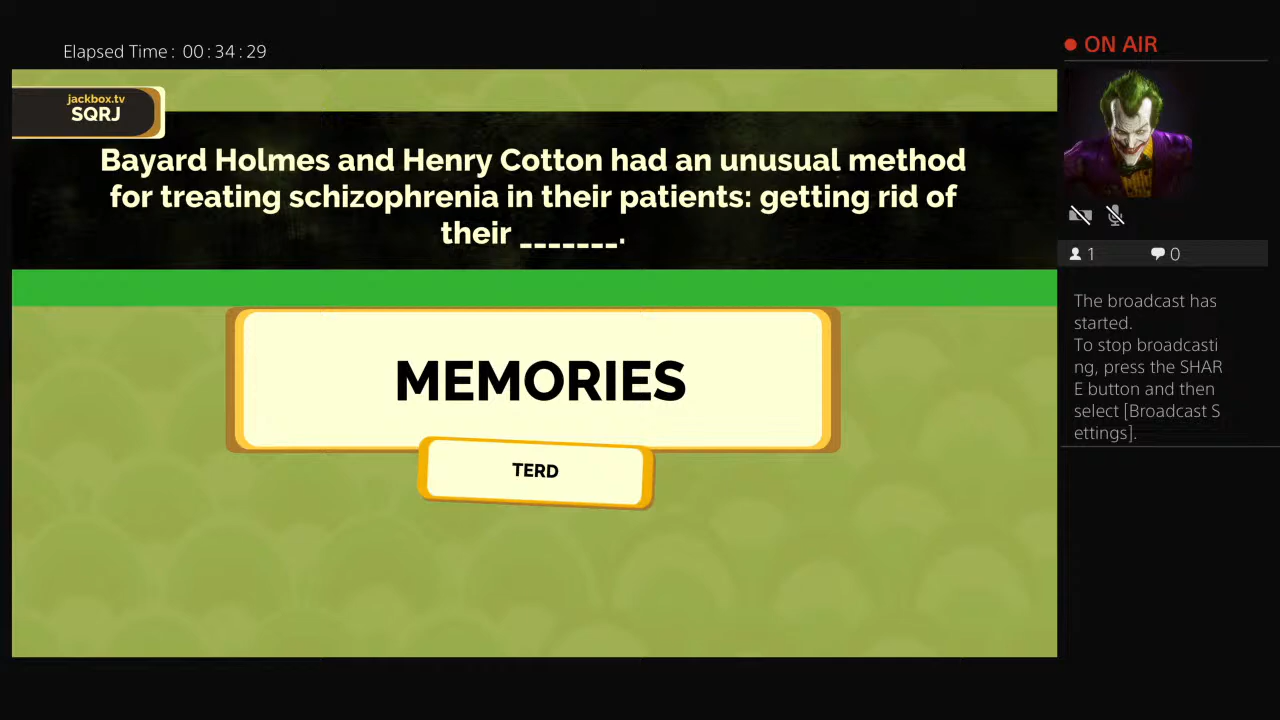 Elapsed Time: 00:34:29
ON AIR
jackbox.tv
SQRJ
Bayard Holmes and Henry Cotton had an unusual method
for treating schizophrenia in their patients: getting rid of
their _______.
1
0
The broadcast has
started.
To stop broadcasti
ng, press the SHAR
E button and then
select [Broadcast S
ettings].
MEMORIES
TERD